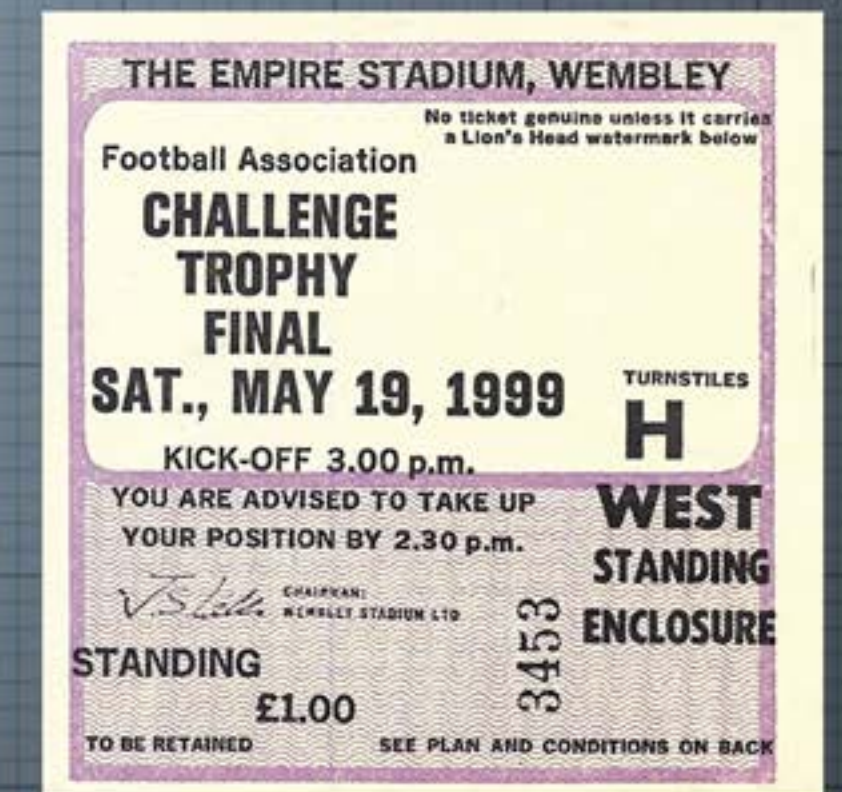 THE EMPIRE STADIUM, WEMBLEY
No ticket genuine unless it carries
a Lion's Head watermark below
Football Association
CHALLENGE
TROPHY
FINAL
SAT., MAY 19, 1999
KICK-OFF 3.00 p.m.
TURNSTILES
H
YOU ARE ADVISED TO TAKE UP
YOUR POSITION BY 2.30 p.m.
WEST
STANDING
ENCLOSURE
CHAIRMAN:
WEMBLEY STADIUM LTD
3453
STANDING
£1.00
TO BE RETAINED
SEE PLAN AND CONDITIONS ON BACK